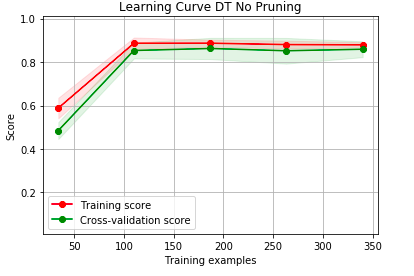 Learning Curve DT No Pruning
1.0
0.8
0.6
0.4
0.2
Score
Training score
Cross-validation score
50 100 150 200 250 300 350
Training examples